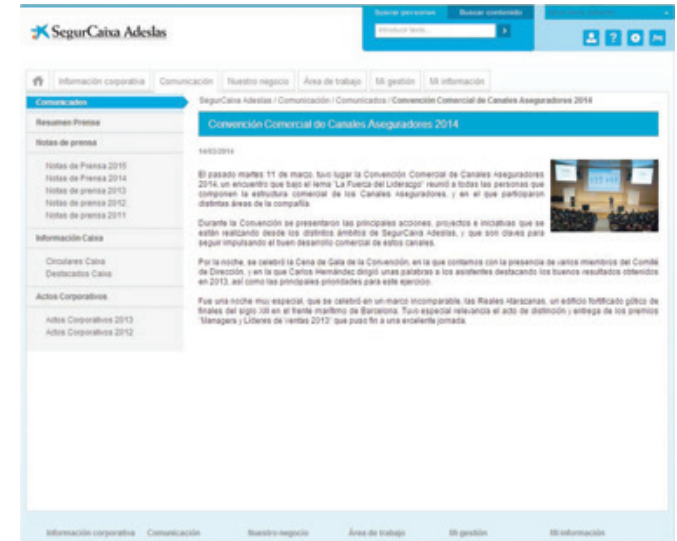 SegurCaixa Adeslas
Buscar personas Buscar contenido
Introducir texto...
Información corporativa Comunicación Nuestro negocio Área de trabajo Mi gestión Mi información
Comunicados
SegurCaixa Adeslas / Comunicación / Comunicados / Convención Comercial de Canales Aseguradores 2014
Resumen Prensa
Convención Comercial de Canales Aseguradores 2014
Notas de prensa
Notas de Prensa 2015
Notas de Prensa 2014
Notas de prensa 2013
Notas de prensa 2012
Notas de prensa 2011
Información Caixa
Circulares Caixa
Destacados Caixa
Actos Corporativos
Actos Corporativos 2013
Actos Corporativos 2012
14/03/2014
El pasado martes 11 de marzo, tuvo lugar la Convención Comercial de Canales Aseguradores
2014, un encuentro que bajo el lema "La Fuerza del Liderazgo" reunió a todas las personas que
componen la estructura comercial de los Canales Aseguradores, y en el que participaron
distintas áreas de la compañía.
Durante la Convención se presentaron las principales acciones, proyectos e iniciativas que se
están realizando desde los distintos ámbitos de SegurCaixa Adeslas, y que son claves para
seguir impulsando el buen desarrollo comercial de estos canales.
Por la noche, se celebró la Cena de Gala de la Convención, en la que contamos con la presencia de varios miembros del Comité
de Dirección, y en la que Carlos Hernández dirigió unas palabras a los asistentes destacando los buenos resultados obtenidos
en 2013, así como las principales prioridades para este ejercicio.
Fue una noche muy especial, que se celebró en un marco incomparable, las Reales Atarazanas, un edificio fortificado gótico de
finales del siglo XIII en el frente marítimo de Barcelona. Tuvo especial relevancia el acto de distinción y entrega de los premios
"Managers y Líderes de Ventas 2013" que puso fin a una excelente jornada.
Información corporativa Comunicación Nuestro negocio Área de trabajo Mi gestión Mi información